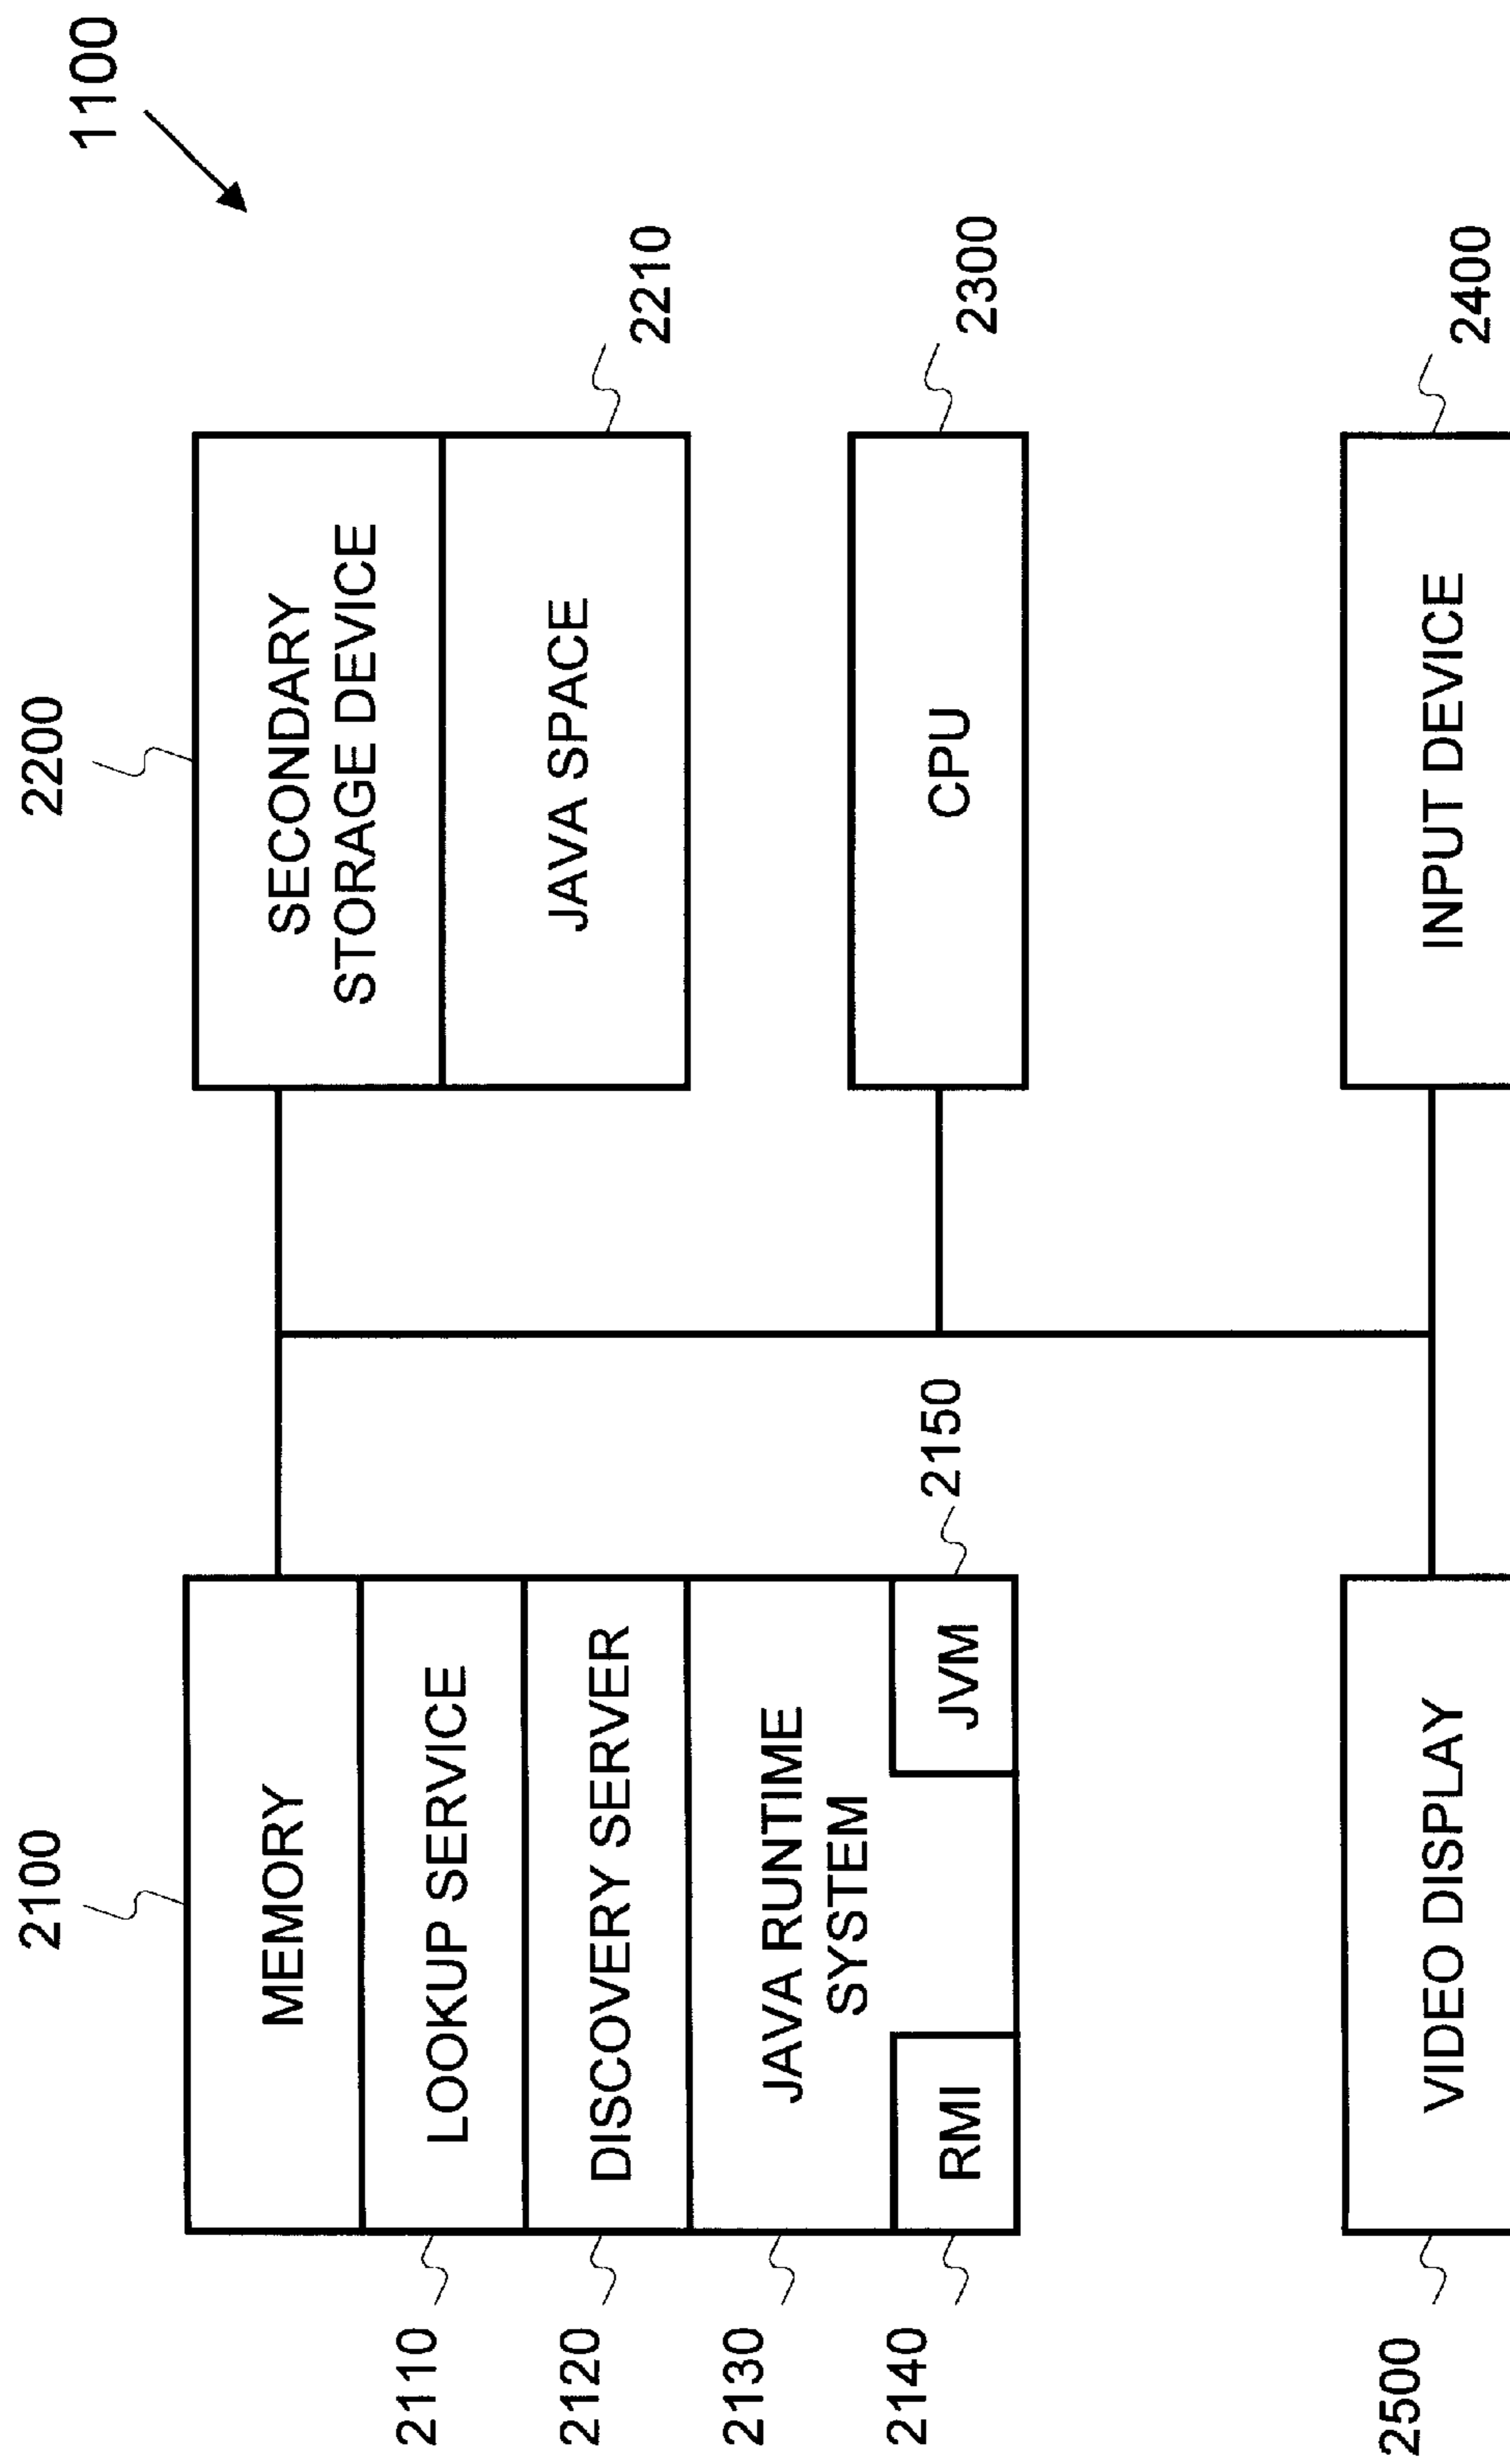 1100
2100
2200
MEMORY
SECONDARY
STORAGE DEVICE
2110
LOOKUP SERVICE
JAVA SPACE
2210
2120
DISCOVERY SERVER
2130
JAVA RUNTIME
SYSTEM
2140
RMI
JVM
2150
CPU
2300
2500
VIDEO DISPLAY
INPUT DEVICE
2400